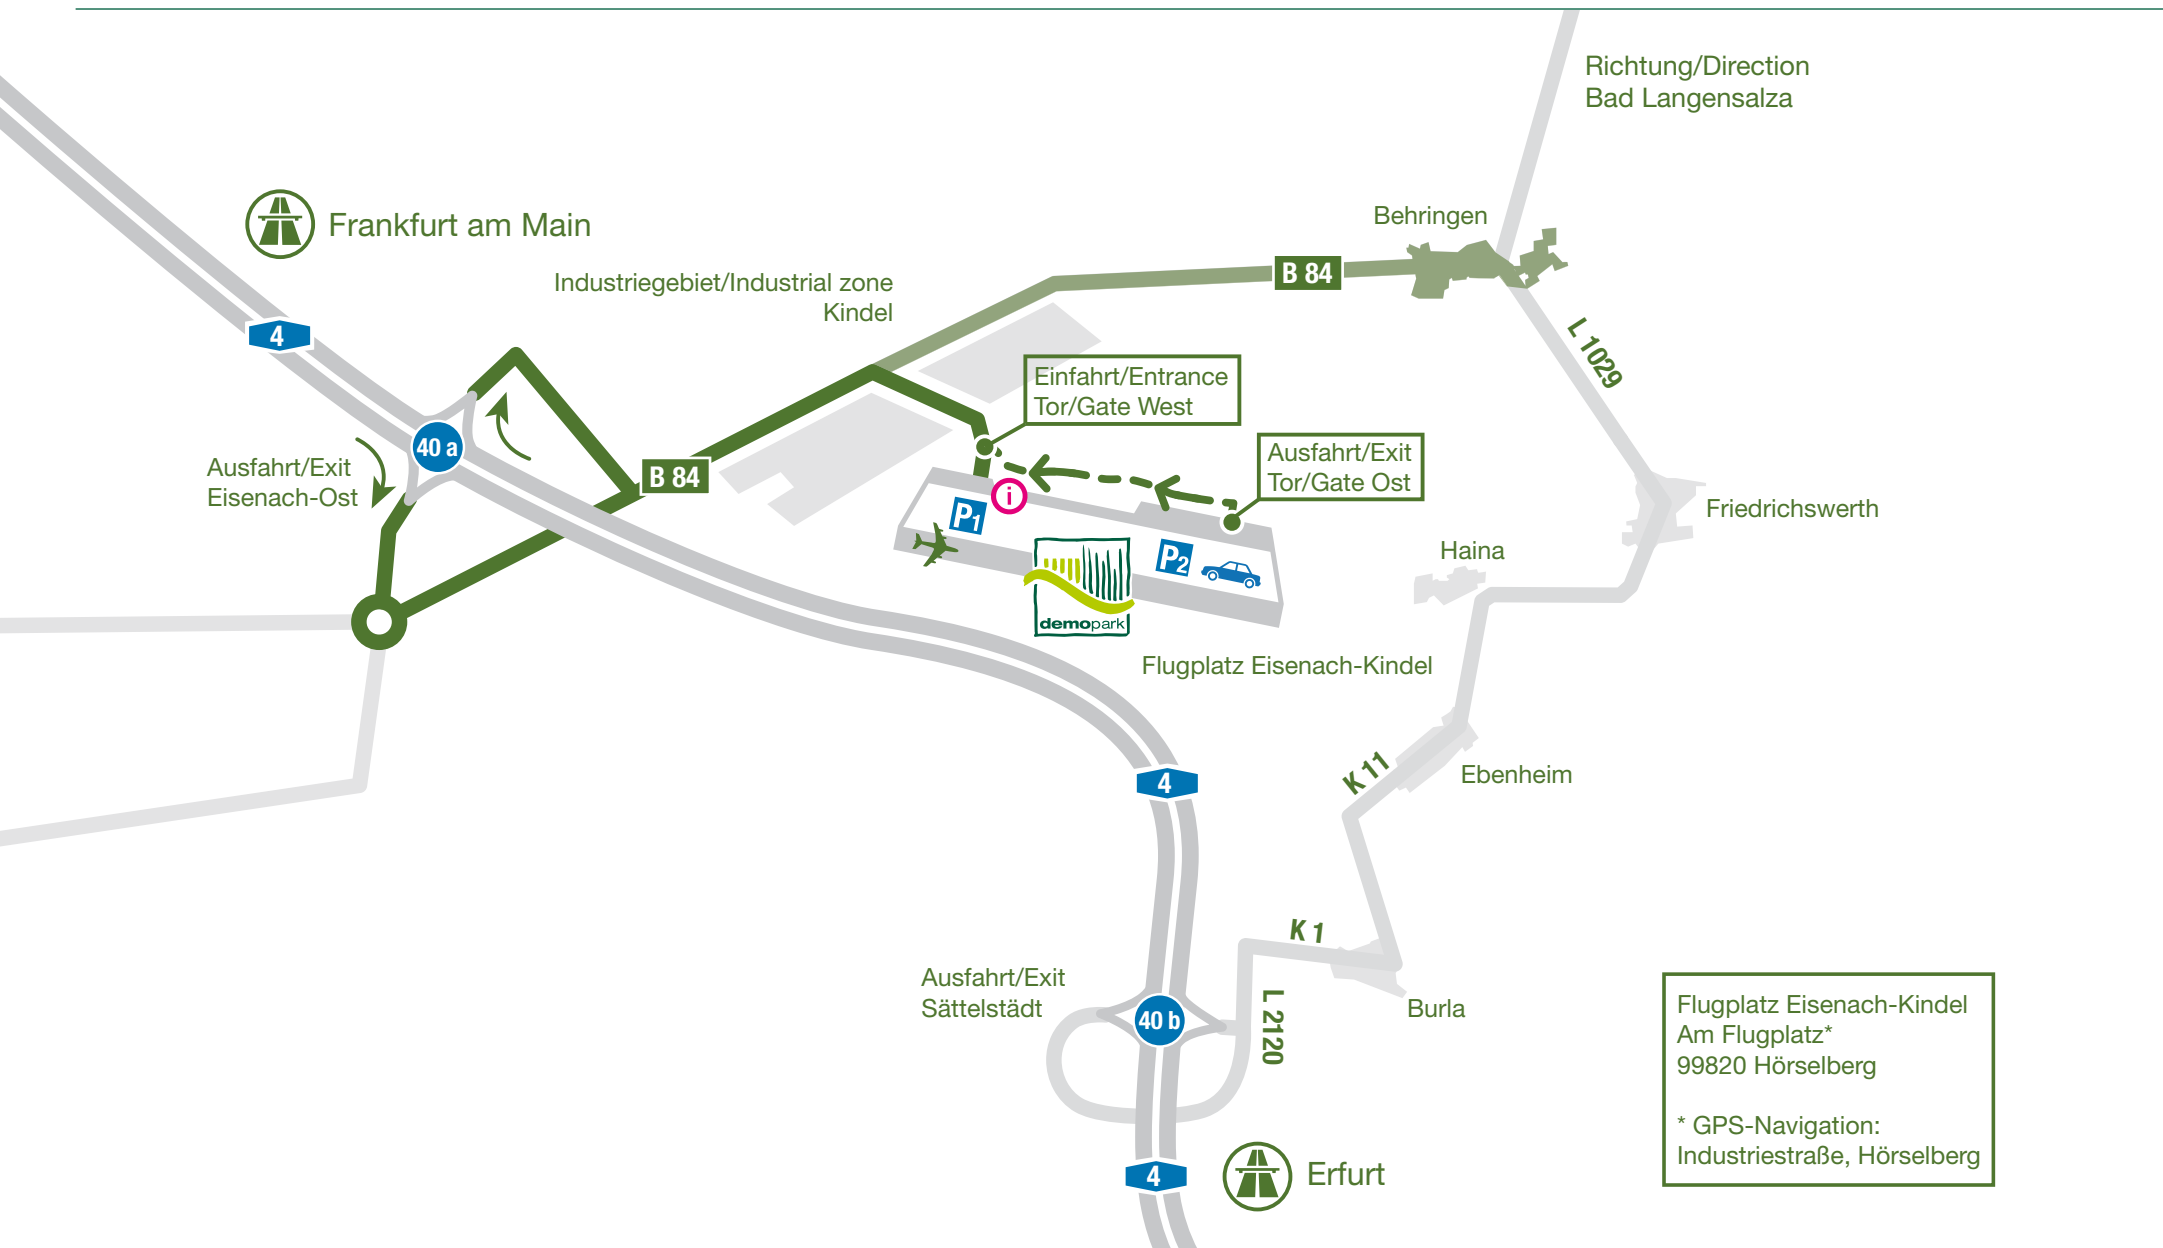 Richtung/Direction
Bad Langensalza
Frankfurt am Main
Behringen
B 84
Industriegebiet/Industrial zone
Kindel
4
L 1029
Einfahrt/Entrance
Tor/Gate West
40 a
Ausfahrt/Exit
Eisenach-Ost
B 84
Ausfahrt/Exit
Tor/Gate Ost
i
P1
Friedrichswerth
Haina
P2
demopark
Flugplatz Eisenach-Kindel
K 11
Ebenheim
4
K 1
Ausfahrt/Exit
Sättelstädt
40 b
L 2120
Burla
Flugplatz Eisenach-Kindel
Am Flugplatz*
99820 Hörselberg
* GPS-Navigation:
Industriestraße, Hörselberg
4
Erfurt